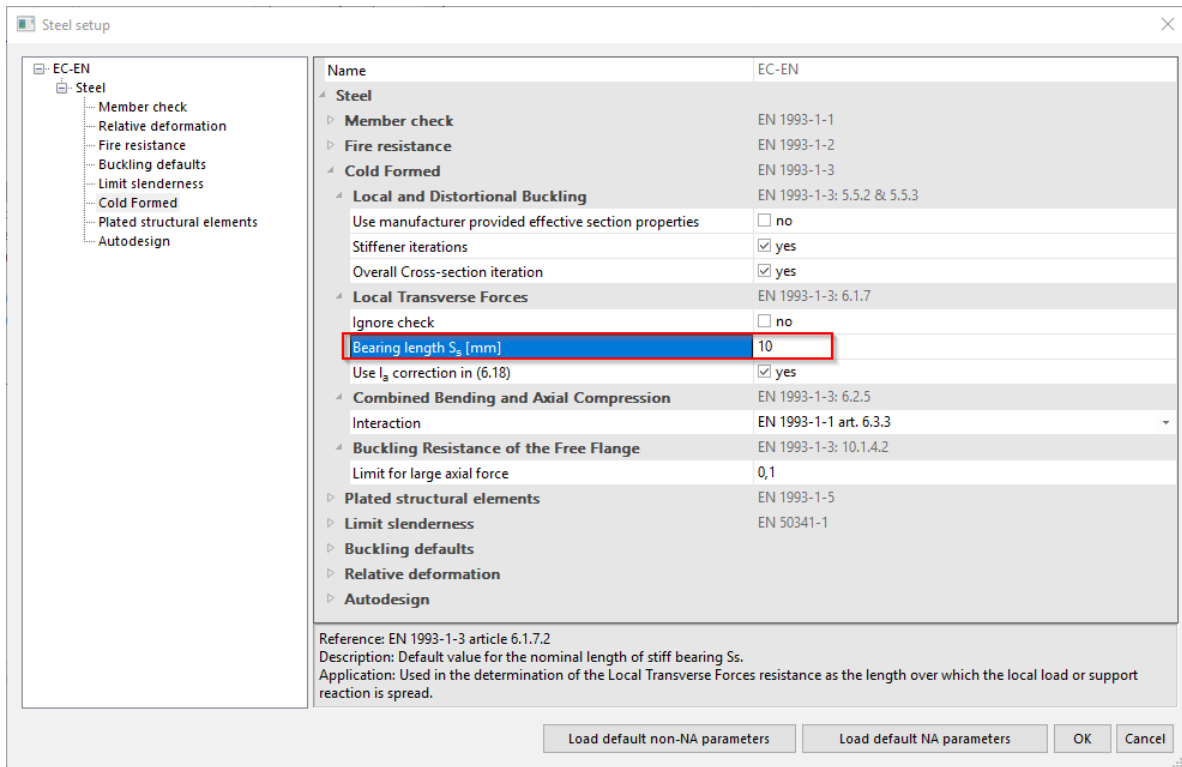 Steel setup
EC-EN
Steel
Member check
Relative deformation
Fire resistance
Buckling defaults
Limit slenderness
Cold Formed
Plated structural elements
Autodesign
Name EC-EN
Steel
Member check EN 1993-1-1
Fire resistance EN 1993-1-2
Cold Formed EN 1993-1-3
Local and Distortional Buckling EN 1993-1-3: 5.5.2 & 5.5.3
Use manufacturer provided effective section properties no
Stiffener iterations yes
Overall Cross-section iteration yes
Local Transverse Forces EN 1993-1-3: 6.1.7
Ignore check no
Bearing length Ss [mm] 10
Use la correction in (6.18) yes
Combined Bending and Axial Compression EN 1993-1-3: 6.2.5
Interaction EN 1993-1-1 art. 6.3.3
Buckling Resistance of the Free Flange EN 1993-1-3: 10.1.4.2
Limit for large axial force 0,1
Plated structural elements EN 1993-1-5
Limit slenderness EN 50341-1
Buckling defaults
Relative deformation
Autodesign
Reference: EN 1993-1-3 article 6.1.7.2
Description: Default value for the nominal length of stiff bearing Ss.
Application: Used in the determination of the Local Transverse Forces resistance as the length over which the local load or support
reaction is spread.
Load default non-NA parameters Load default NA parameters OK Cancel